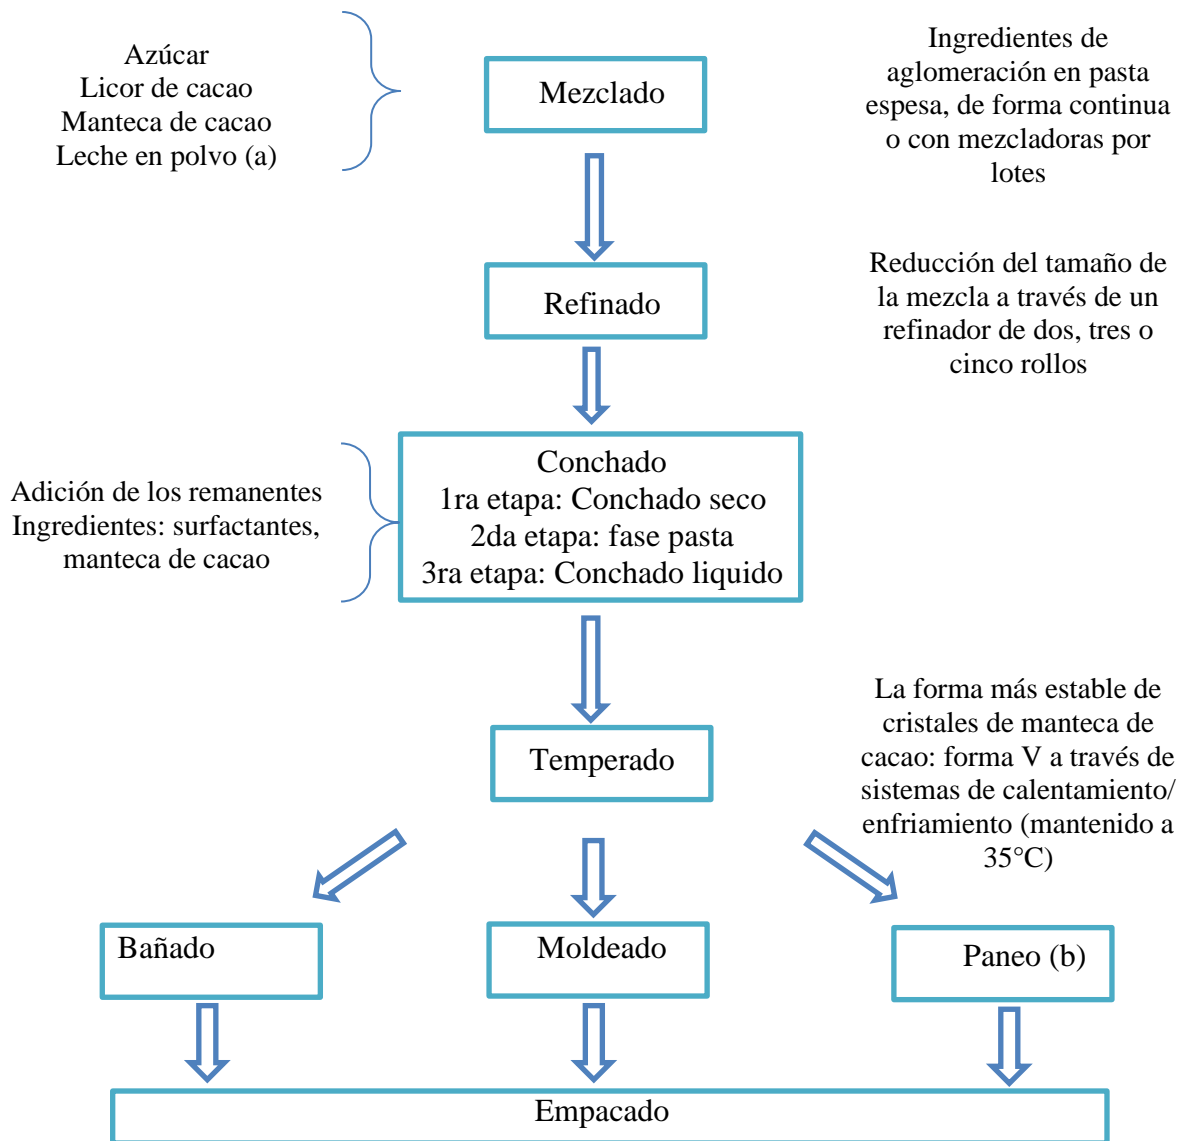 Azúcar
Licor de cacao
Manteca de cacao
Leche en polvo (a)
Mezclado
Ingredientes de
aglomeración en pasta
espesa, de forma continua
o con mezcladoras por
lotes
Refinado
Reducción del tamaño de
la mezcla a través de un
refinador de dos, tres o
cinco rollos
Adición de los remanentes
Ingredientes: surfactantes,
manteca de cacao
Conchado
1ra etapa: Conchado seco
2da etapa: fase pasta
3ra etapa: Conchado liquido
Temperado
La forma más estable de
cristales de manteca de
cacao: forma V a través de
sistemas de calentamiento/
enfriamiento (mantenido a
35°C)
Bañado
Moldeado
Paneo (b)
Empacado